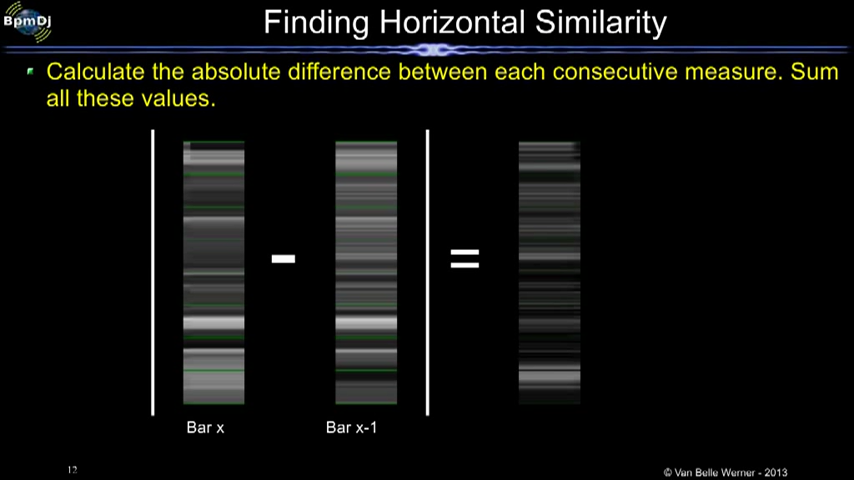 BpmDj
Finding Horizontal Similarity
Calculate the absolute difference between each consecutive measure. Sum
all these values.
-
=
Bar x
Bar x-1
12
© Van Belle Werner - 2013